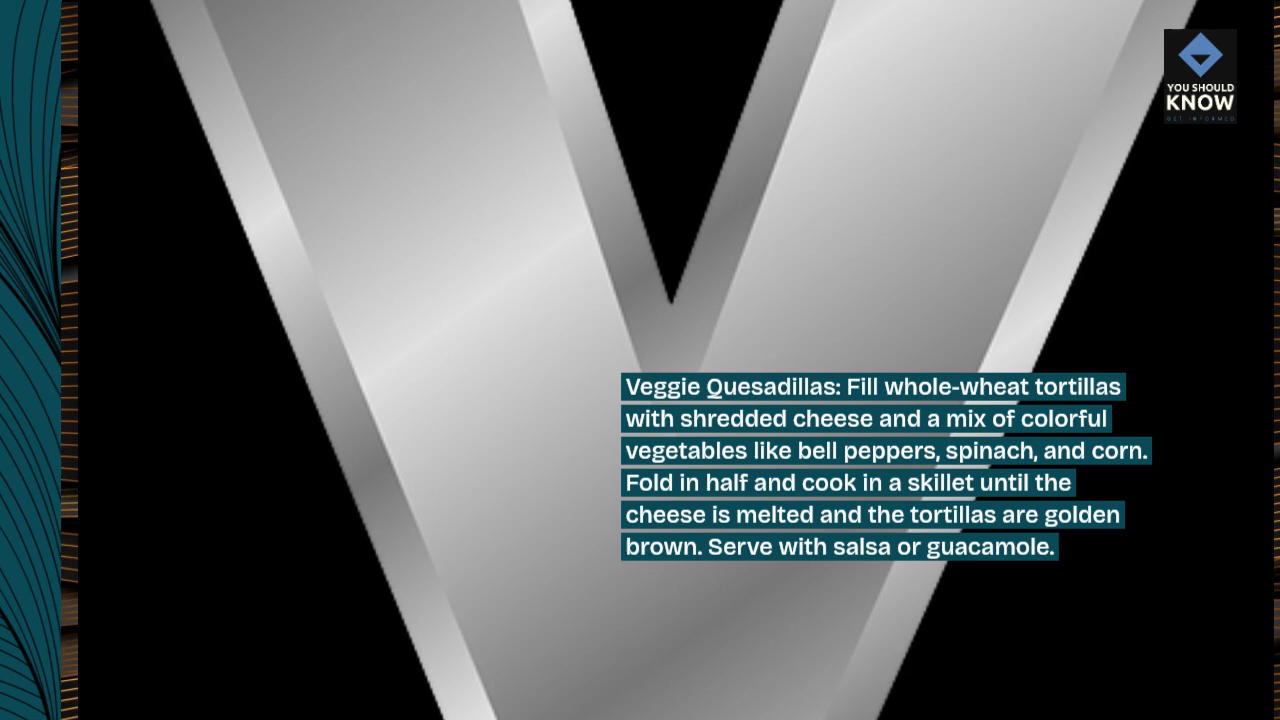 YOU SHOULD
KNOW
GET INFORMED
Veggie Quesadillas: Fill whole-wheat tortillas
with shredded cheese and a mix of colorful
vegetables like bell peppers, spinach, and corn.
Fold in half and cook in a skillet until the
cheese is melted and the tortillas are golden
brown. Serve with salsa or guacamole.